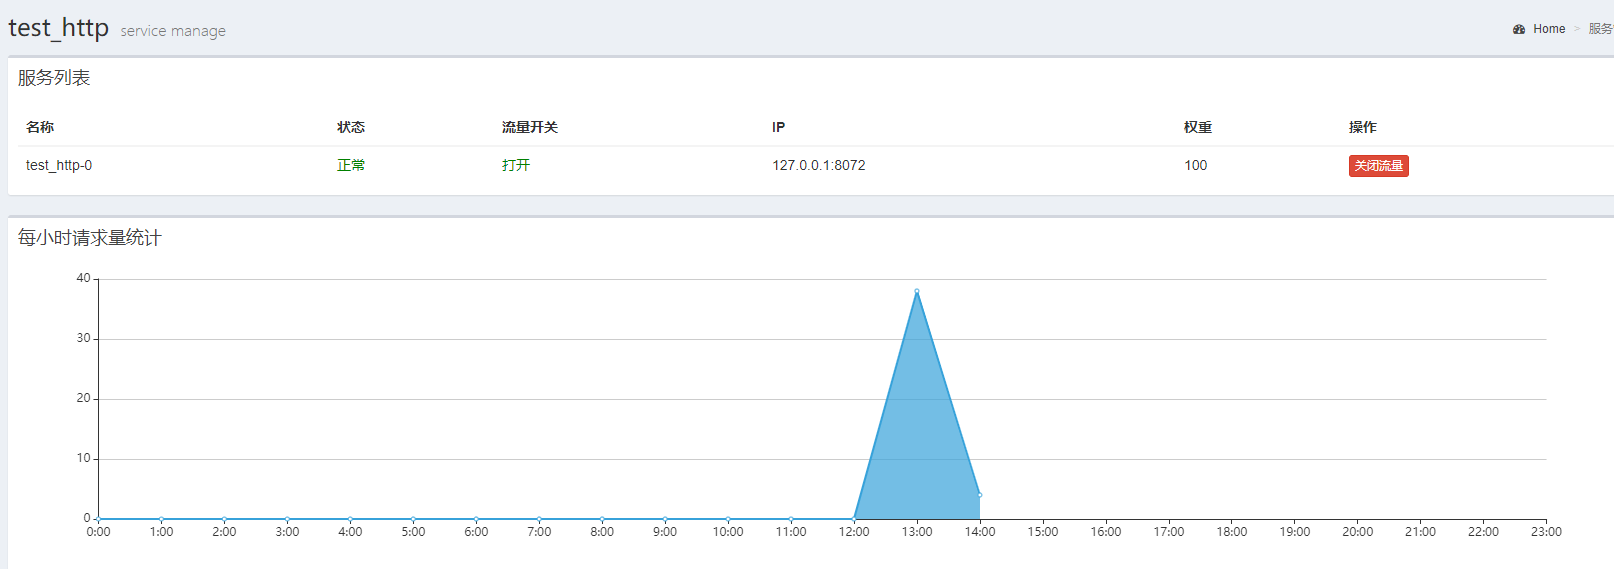 test_http service manage
Home > 服务
服务列表
名称 状态 流量开关 IP 权重 操作
test_http-0 正常 打开 127.0.0.1:8072 100 关闭流量
每小时请求量统计
40
30
20
10
0
0:00 1:00 2:00 3:00 4:00 5:00 6:00 7:00 8:00 9:00 10:00 11:00 12:00 13:00 14:00 15:00 16:00 17:00 18:00 19:00 20:00 21:00 22:00 23:00